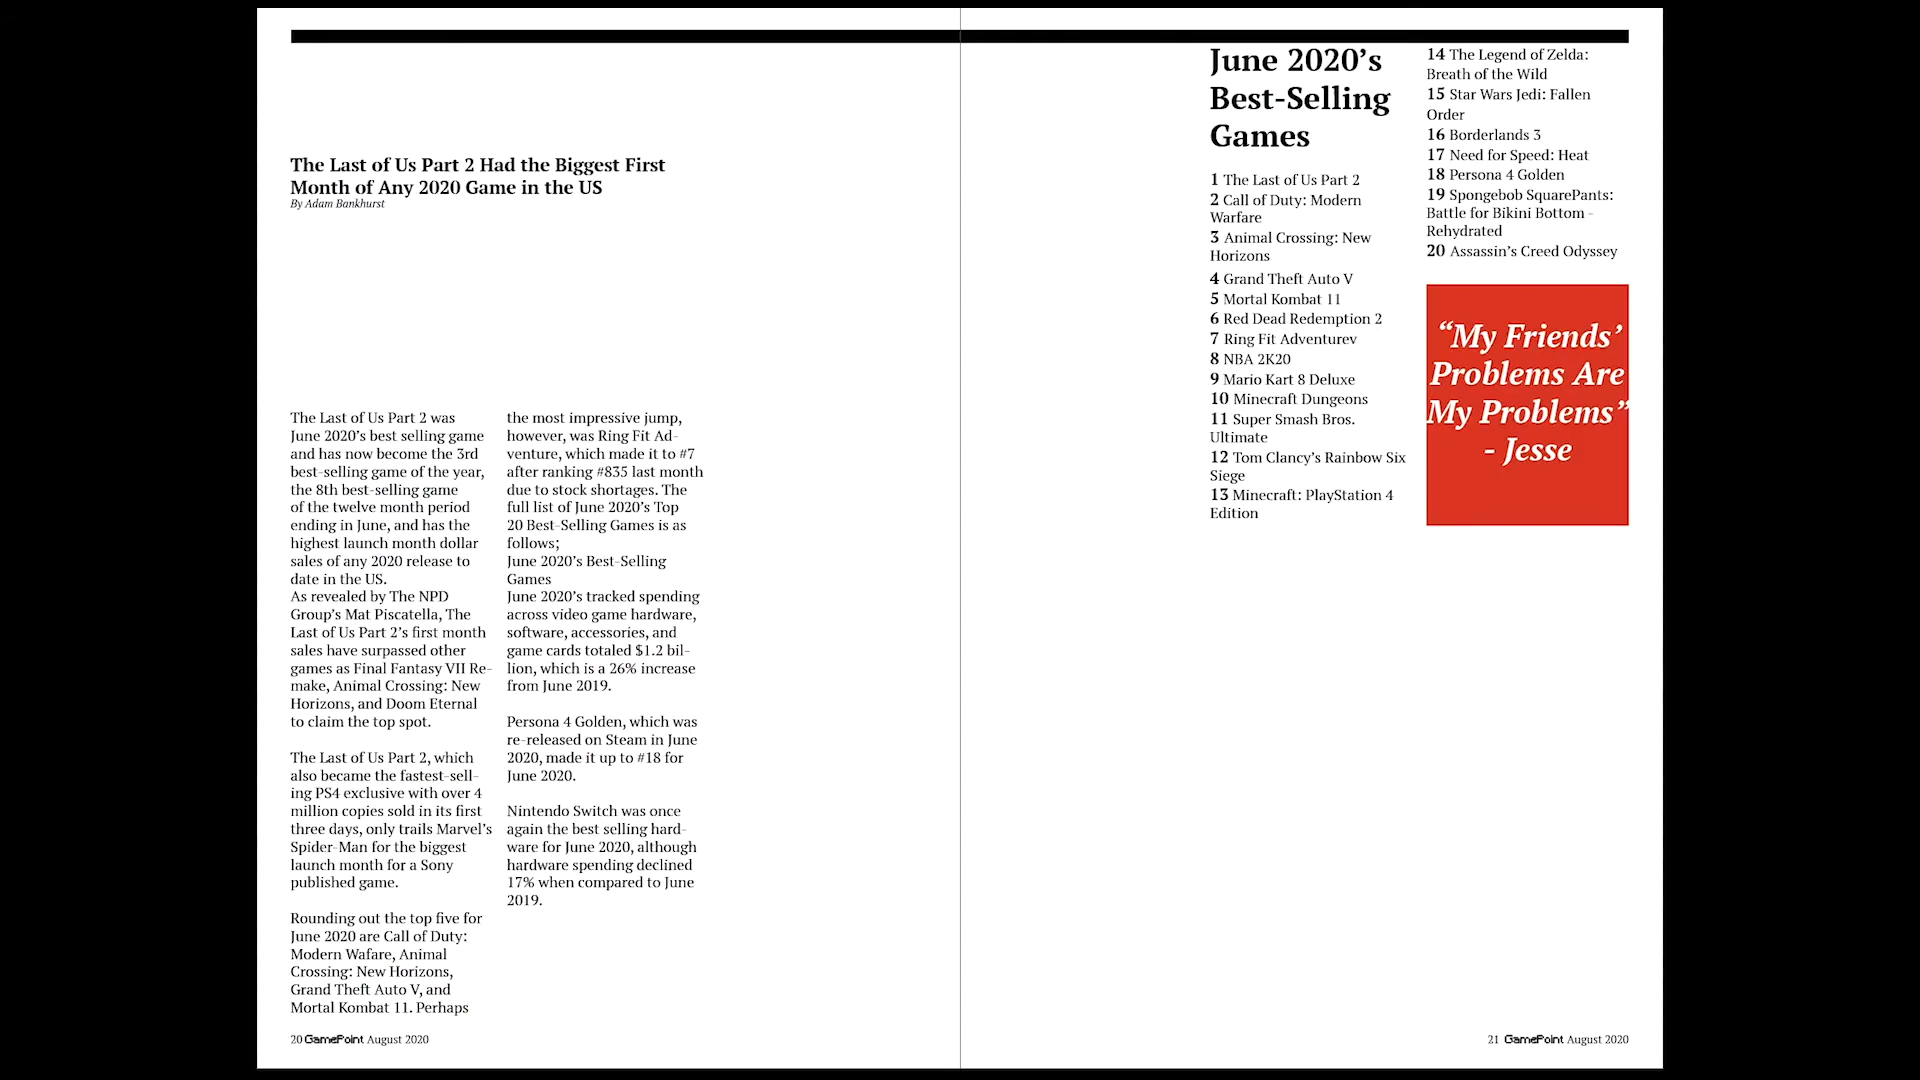 The Last of Us Part 2 Had the Biggest First
Month of Any 2020 Game in the US
By Adam Bankhurst
The Last of Us Part 2 was
June 2020’s best selling game
and has now become the 3rd
best-selling game of the year,
the 8th best-selling game
of the twelve month period
ending in June, and has the
highest launch month dollar
sales of any 2020 release to
date in the US.
As revealed by The NPD
Group’s Mat Piscatella, The
Last of Us Part 2’s first month
sales have surpassed other
games as Final Fantasy VII Re-
make, Animal Crossing: New
Horizons, and Doom Eternal
to claim the top spot.
The Last of Us Part 2, which
also became the fastest-sell-
ing PS4 exclusive with over 4
million copies sold in its first
three days, only trails Marvel’s
Spider-Man for the biggest
launch month for a Sony
published game.
Rounding out the top five for
June 2020 are Call of Duty:
Modern Wafare, Animal
Crossing: New Horizons,
Grand Theft Auto V, and
Mortal Kombat 11. Perhaps
the most impressive jump,
however, was Ring Fit Ad-
venture, which made it to #7
after ranking #835 last month
due to stock shortages. The
full list of June 2020’s Top
20 Best-Selling Games is as
follows;
June 2020’s Best-Selling
Games
June 2020’s tracked spending
across video game hardware,
software, accessories, and
game cards totaled $1.2 bil-
lion, which is a 26% increase
from June 2019.
Persona 4 Golden, which was
re-released on Steam in June
2020, made it up to #18 for
June 2020.
Nintendo Switch was once
again the best selling hard-
ware for June 2020, although
hardware spending declined
17% when compared to June
2019.
20 GamePoint August 2020
June 2020’s
Best-Selling
Games
1 The Last of Us Part 2
2 Call of Duty: Modern
Warfare
3 Animal Crossing: New
Horizons
4 Grand Theft Auto V
5 Mortal Kombat 11
6 Red Dead Redemption 2
7 Ring Fit Adventurev
8 NBA 2K20
9 Mario Kart 8 Deluxe
10 Minecraft Dungeons
11 Super Smash Bros.
Ultimate
12 Tom Clancy’s Rainbow Six
Siege
13 Minecraft: PlayStation 4
Edition
14 The Legend of Zelda:
Breath of the Wild
15 Star Wars Jedi: Fallen
Order
16 Borderlands 3
17 Need for Speed: Heat
18 Persona 4 Golden
19 Spongebob SquarePants:
Battle for Bikini Bottom -
Rehydrated
20 Assassin’s Creed Odyssey
“My Friends’
Problems Are
My Problems”
- Jesse
21 GamePoint August 2020